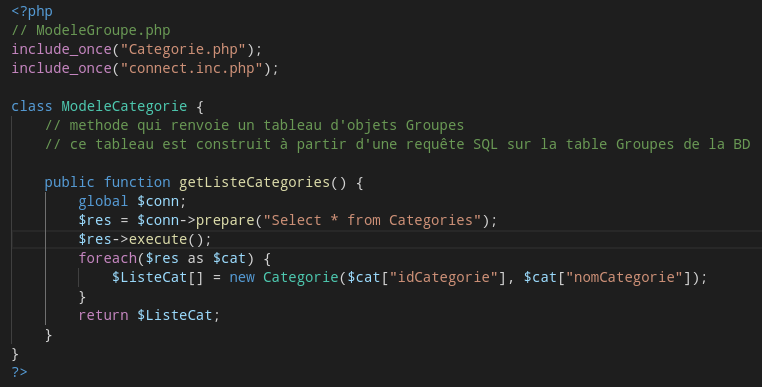 <?php
// ModeleGroupe.php
include_once("Categorie.php");
include_once("connect.inc.php");
class ModeleCategorie {
// methode qui renvoie un tableau d'objets Groupes
// ce tableau est construit à partir d'une requête SQL sur la table Groupes de la BD
public function getListeCategories() {
global $conn;
$res = $conn->prepare("Select * from Categories");
$res->execute();
foreach($res as $cat) {
$ListeCat[] = new Categorie($cat["idCategorie"], $cat["nomCategorie"]);
}
return $ListeCat;
}
}
?>